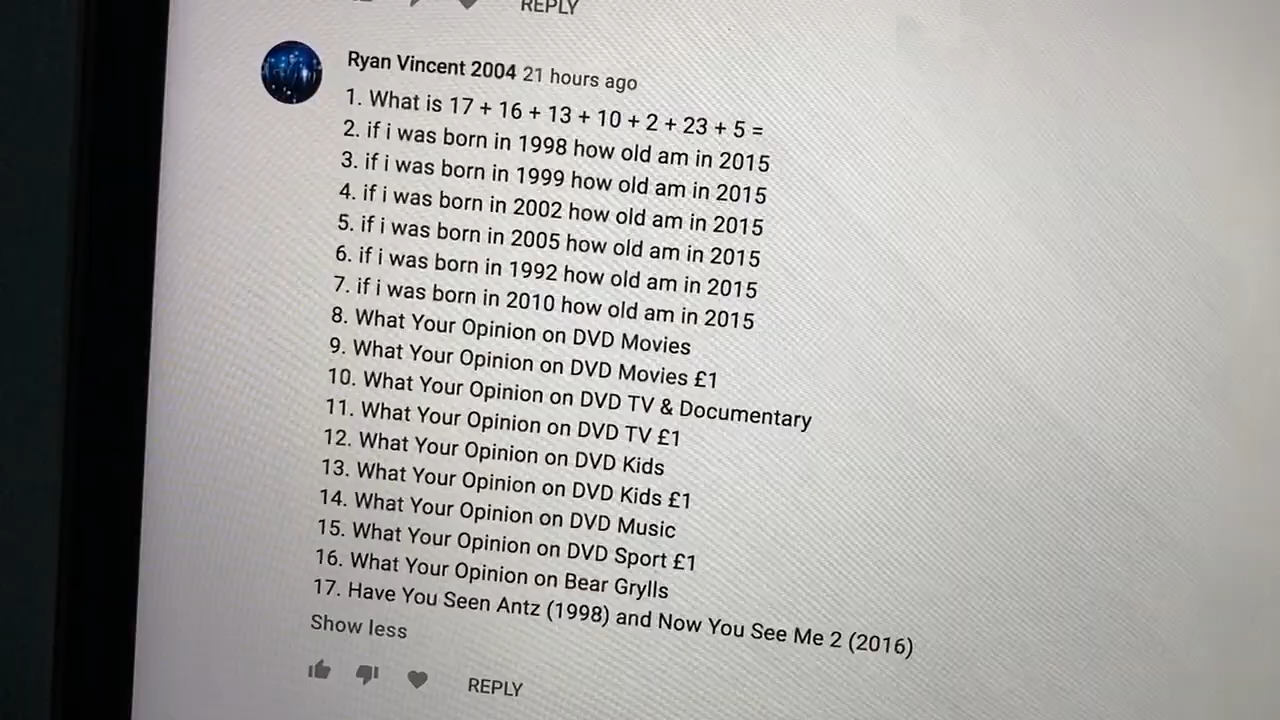 REPLY
Ryan Vincent 2004 21 hours ago
1. What is 17 + 16 + 13 + 10 + 2 + 23 + 5 =
2. if i was born in 1998 how old am in 2015
3. if i was born in 1999 how old am in 2015
4. if i was born in 2002 how old am in 2015
5. if i was born in 2005 how old am in 2015
6. if i was born in 1992 how old am in 2015
7. if i was born in 2010 how old am in 2015
8. What Your Opinion on DVD Movies
9. What Your Opinion on DVD Movies £1
10. What Your Opinion on DVD TV & Documentary
11. What Your Opinion on DVD TV £1
12. What Your Opinion on DVD Kids
13. What Your Opinion on DVD Kids £1
14. What Your Opinion on DVD Music
15. What Your Opinion on DVD Sport £1
16. What Your Opinion on Bear Grylls
17. Have You Seen Antz (1998) and Now You See Me 2 (2016)
Show less
REPLY